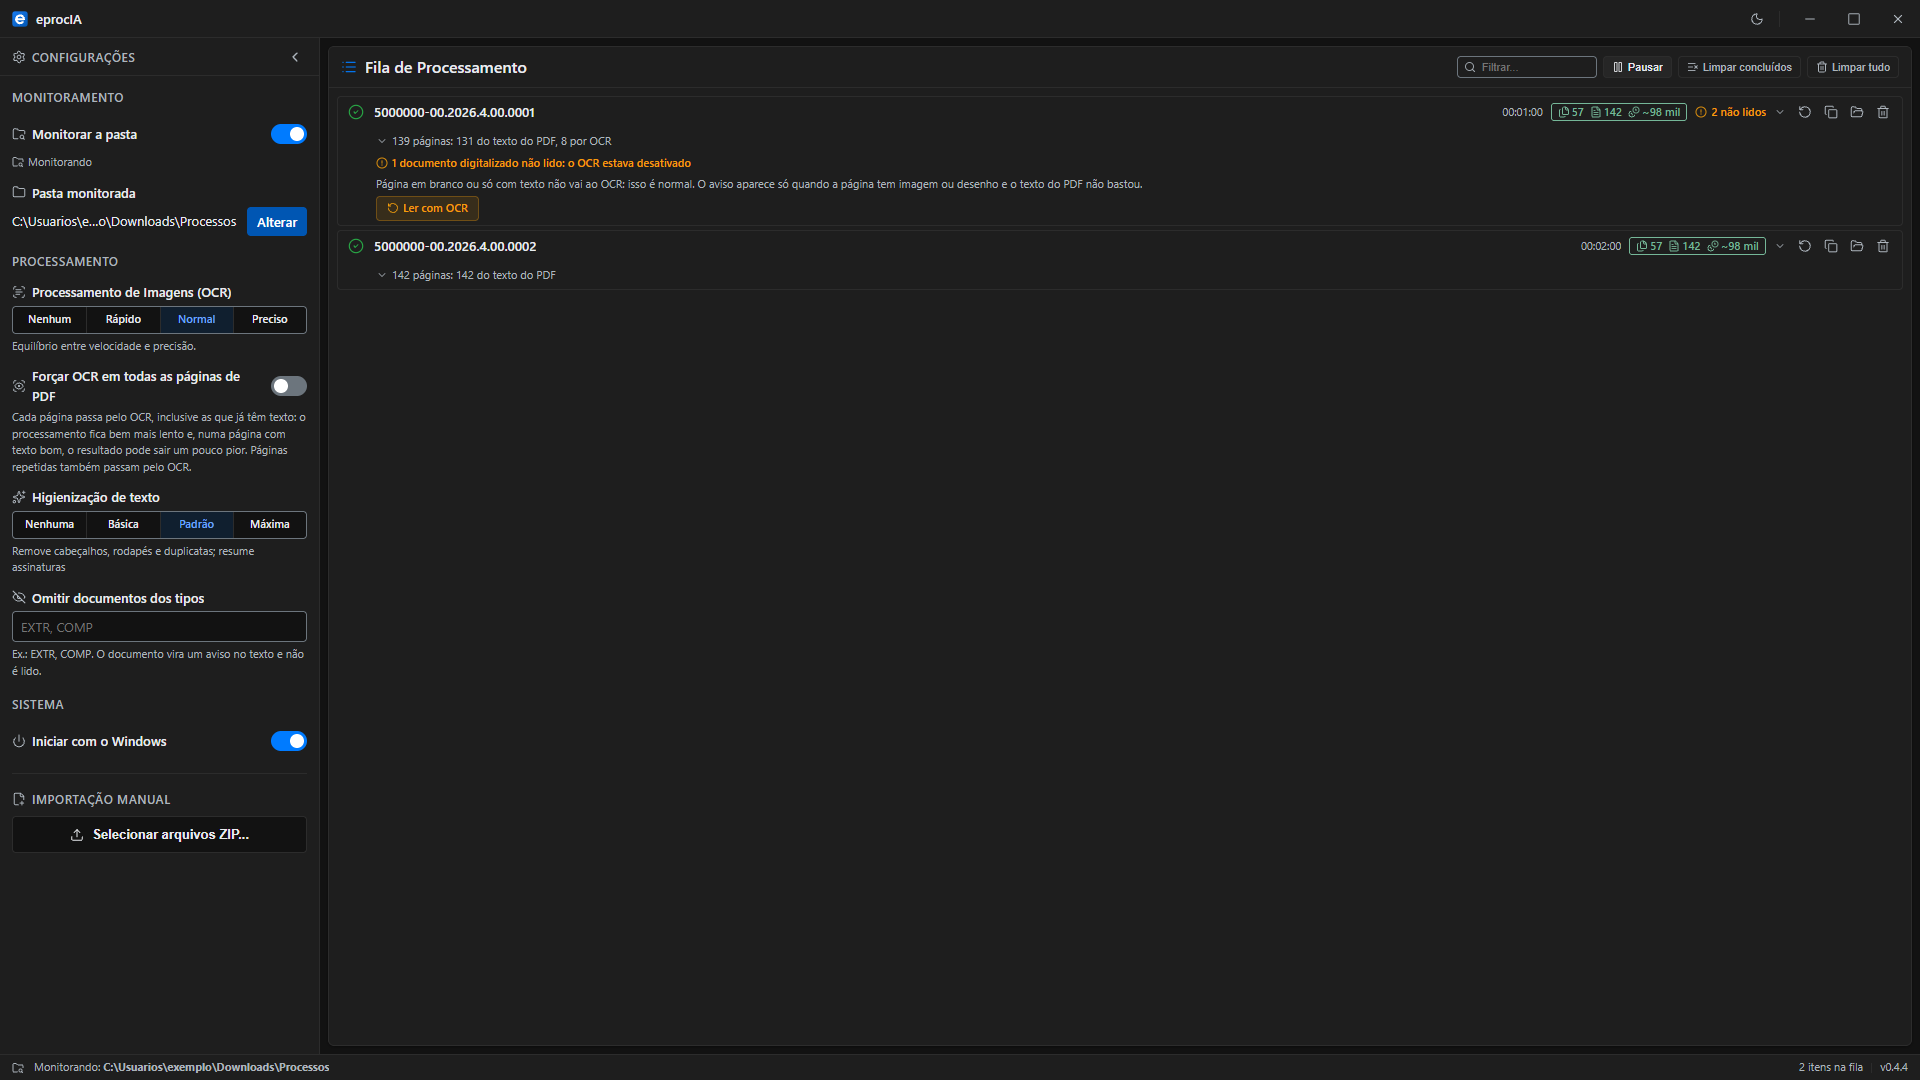 eprocIA
CONFIGURAÇÕES
MONITORAMENTO
Monitorar a pasta
Monitorando
Pasta monitorada
C:\Usuarios\e...o\Downloads\Processos
Alterar
PROCESSAMENTO
Processamento de Imagens (OCR)
Nenhum Rápido Normal Preciso
Equilíbrio entre velocidade e precisão.
Forçar OCR em todas as páginas de
PDF
Cada página passa pelo OCR, inclusive as que já têm texto: o
processamento fica bem mais lento e, numa página com
texto bom, o resultado pode sair um pouco pior. Páginas
repetidas também passam pelo OCR.
Higienização de texto
Nenhuma Básica Padrão Máxima
Remove cabeçalhos, rodapés e duplicatas; resume
assinaturas
Omitir documentos dos tipos
EXTR, COMP
Ex.: EXTR, COMP. O documento vira um aviso no texto e não
é lido.
SISTEMA
Iniciar com o Windows
IMPORTAÇÃO MANUAL
Selecionar arquivos ZIP...
Fila de Processamento
Filtrar...
Pausar
Limpar concluídos
Limpar tudo
5000000-00.2026.4.00.0001
00:01:00 57 142 ~98 mil 2 não lidos
139 páginas: 131 do texto do PDF, 8 por OCR
1 documento digitalizado não lido: o OCR estava desativado
Página em branco ou só com texto não vai ao OCR: isso é normal. O aviso aparece só quando a página tem imagem ou desenho e o texto do PDF não bastou.
Ler com OCR
5000000-00.2026.4.00.0002
00:02:00 57 142 ~98 mil
142 páginas: 142 do texto do PDF
Monitorando: C:\Usuarios\exemplo\Downloads\Processos
2 itens na fila
v0.4.4